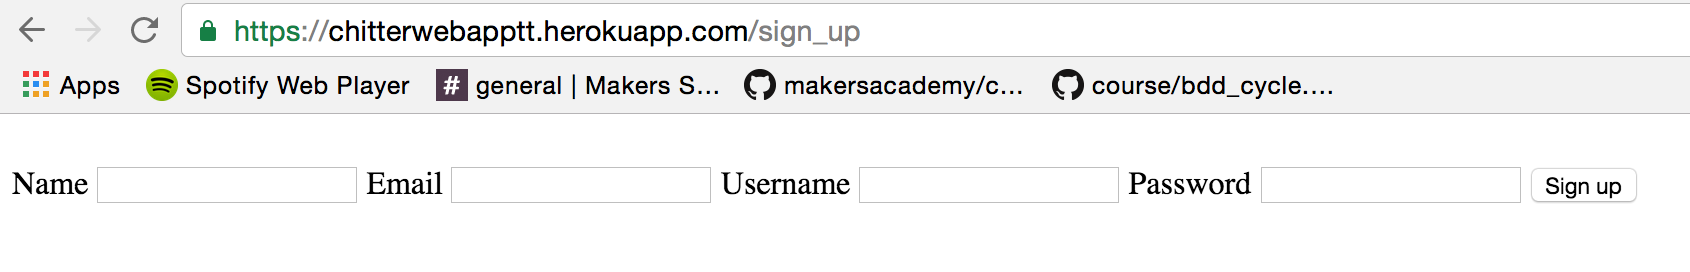 https://chitterwebapptt.herokuapp.com/sign_up
Apps Spotify Web Player # general | Makers S... makersacademy/c... course/bdd_cycle....
Name Email Username Password Sign up